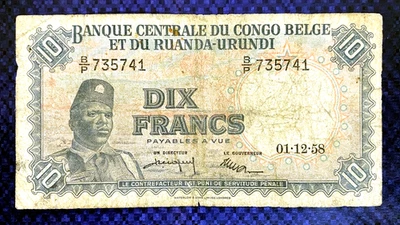 BANQUE CENTRALE DU CONGO BELGE
ET DU RUANDA-URUNDI
10
10
B/P 735741
B/P 735741
DIX
FRANCS
PAYABLES A VUE
UN DIRECTEUR
LE GOUVERNEUR
01·12·58
10
10
LE CONTREFACTEUR EST PUNI DE SERVITUDE PENALE